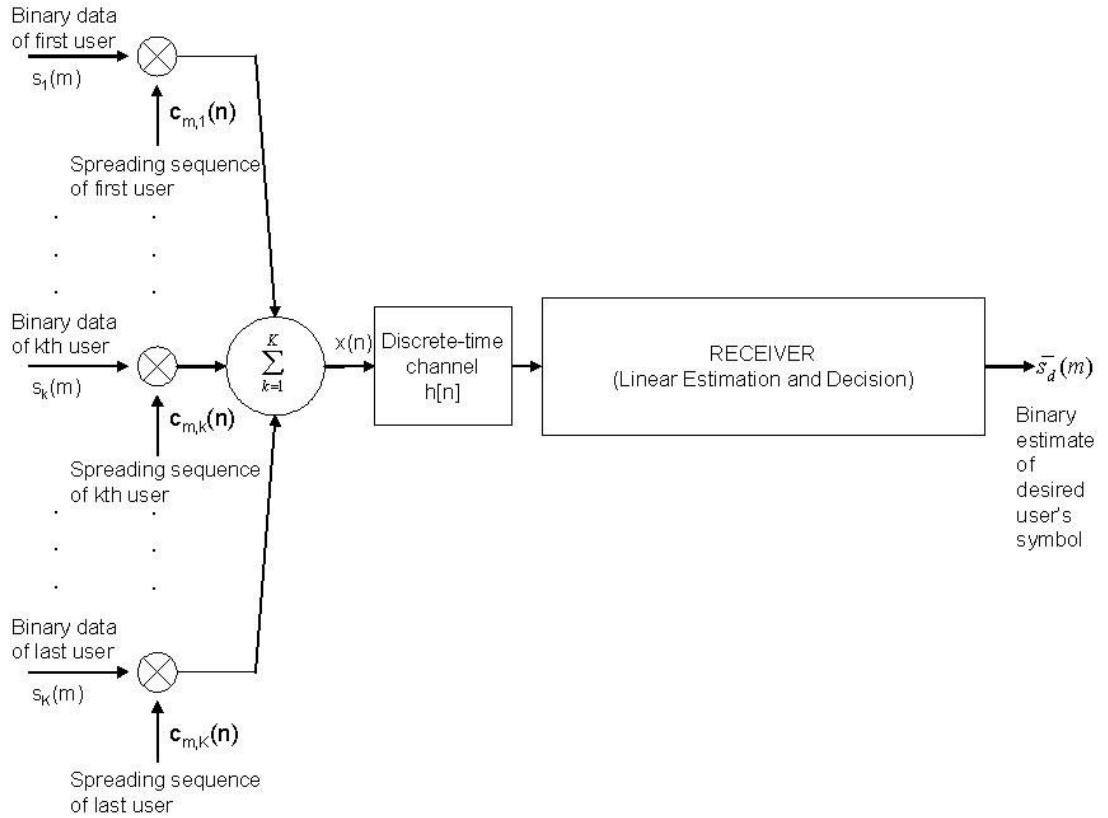 Binary data
of first user
s1(m)
cm,1(n)
Spreading sequence
of first user
Binary data
of kth user
sk(m)
cm,k(n)
Spreading sequence
of kth user
K
∑
k=1
x(n)
Discrete-time
channel
h[n]
RECEIVER
(Linear Estimation and Decision)
s̄d(m)
Binary
estimate
of
desired
user's
symbol
Binary data
of last user
sK(m)
cm,K(n)
Spreading sequence
of last user